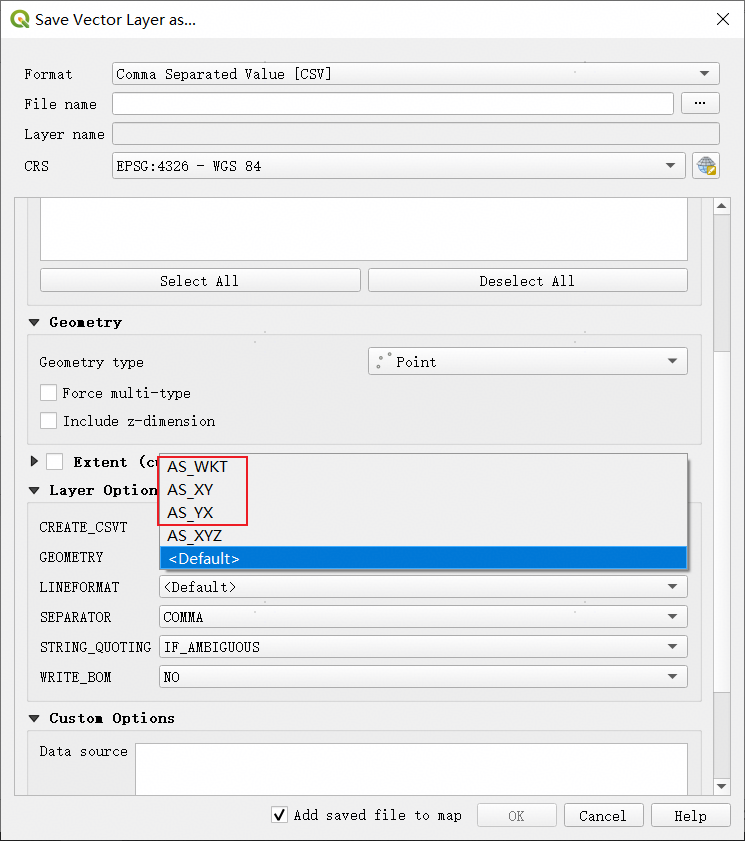 Save Vector Layer as...
Format Comma Separated Value [CSV]
File name ...
Layer name
CRS EPSG:4326 - WGS 84
Select All Deselect All
Geometry
Geometry type Point
Force multi-type
Include z-dimension
Extent (cu
Layer Option
AS_WKT
AS_XY
AS_YX
AS_XYZ
<Default>
CREATE_CSVT
GEOMETRY
LINEFORMAT <Default>
SEPARATOR COMMA
STRING_QUOTING IF_AMBIGUOUS
WRITE_BOM NO
Custom Options
Data source
Add saved file to map OK Cancel Help